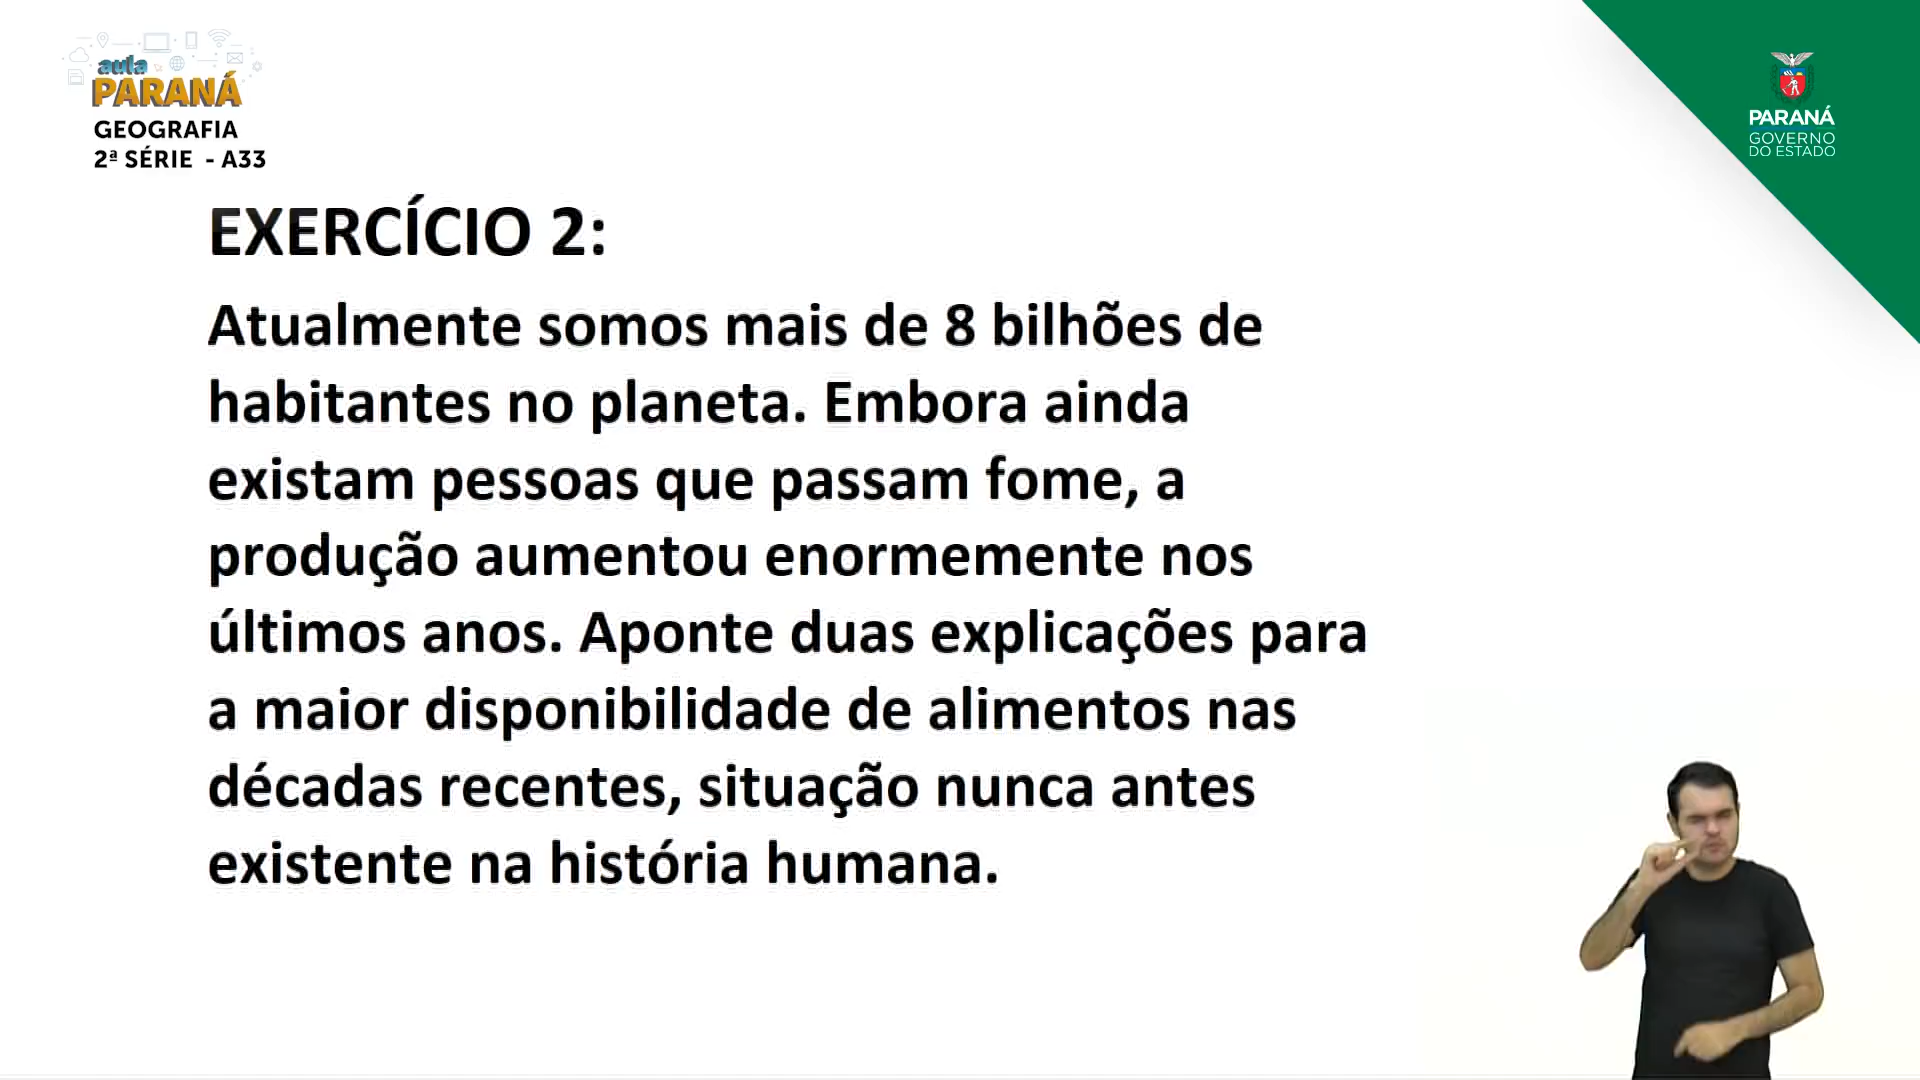 aula
PARANÁ
GEOGRAFIA
2ª SÉRIE - A33
PARANÁ
GOVERNO
DO ESTADO
EXERCÍCIO 2:
Atualmente somos mais de 8 bilhões de
habitantes no planeta. Embora ainda
existam pessoas que passam fome, a
produção aumentou enormemente nos
últimos anos. Aponte duas explicações para
a maior disponibilidade de alimentos nas
décadas recentes, situação nunca antes
existente na história humana.